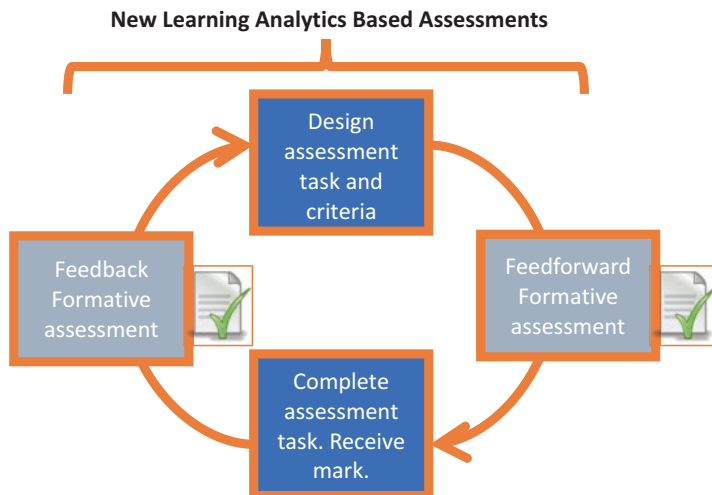 New Learning Analytics Based Assessments
Design
assessment
task and
criteria
Feedback
Formative
assessment
Feedforward
Formative
assessment
Complete
assessment
task. Receive
mark.